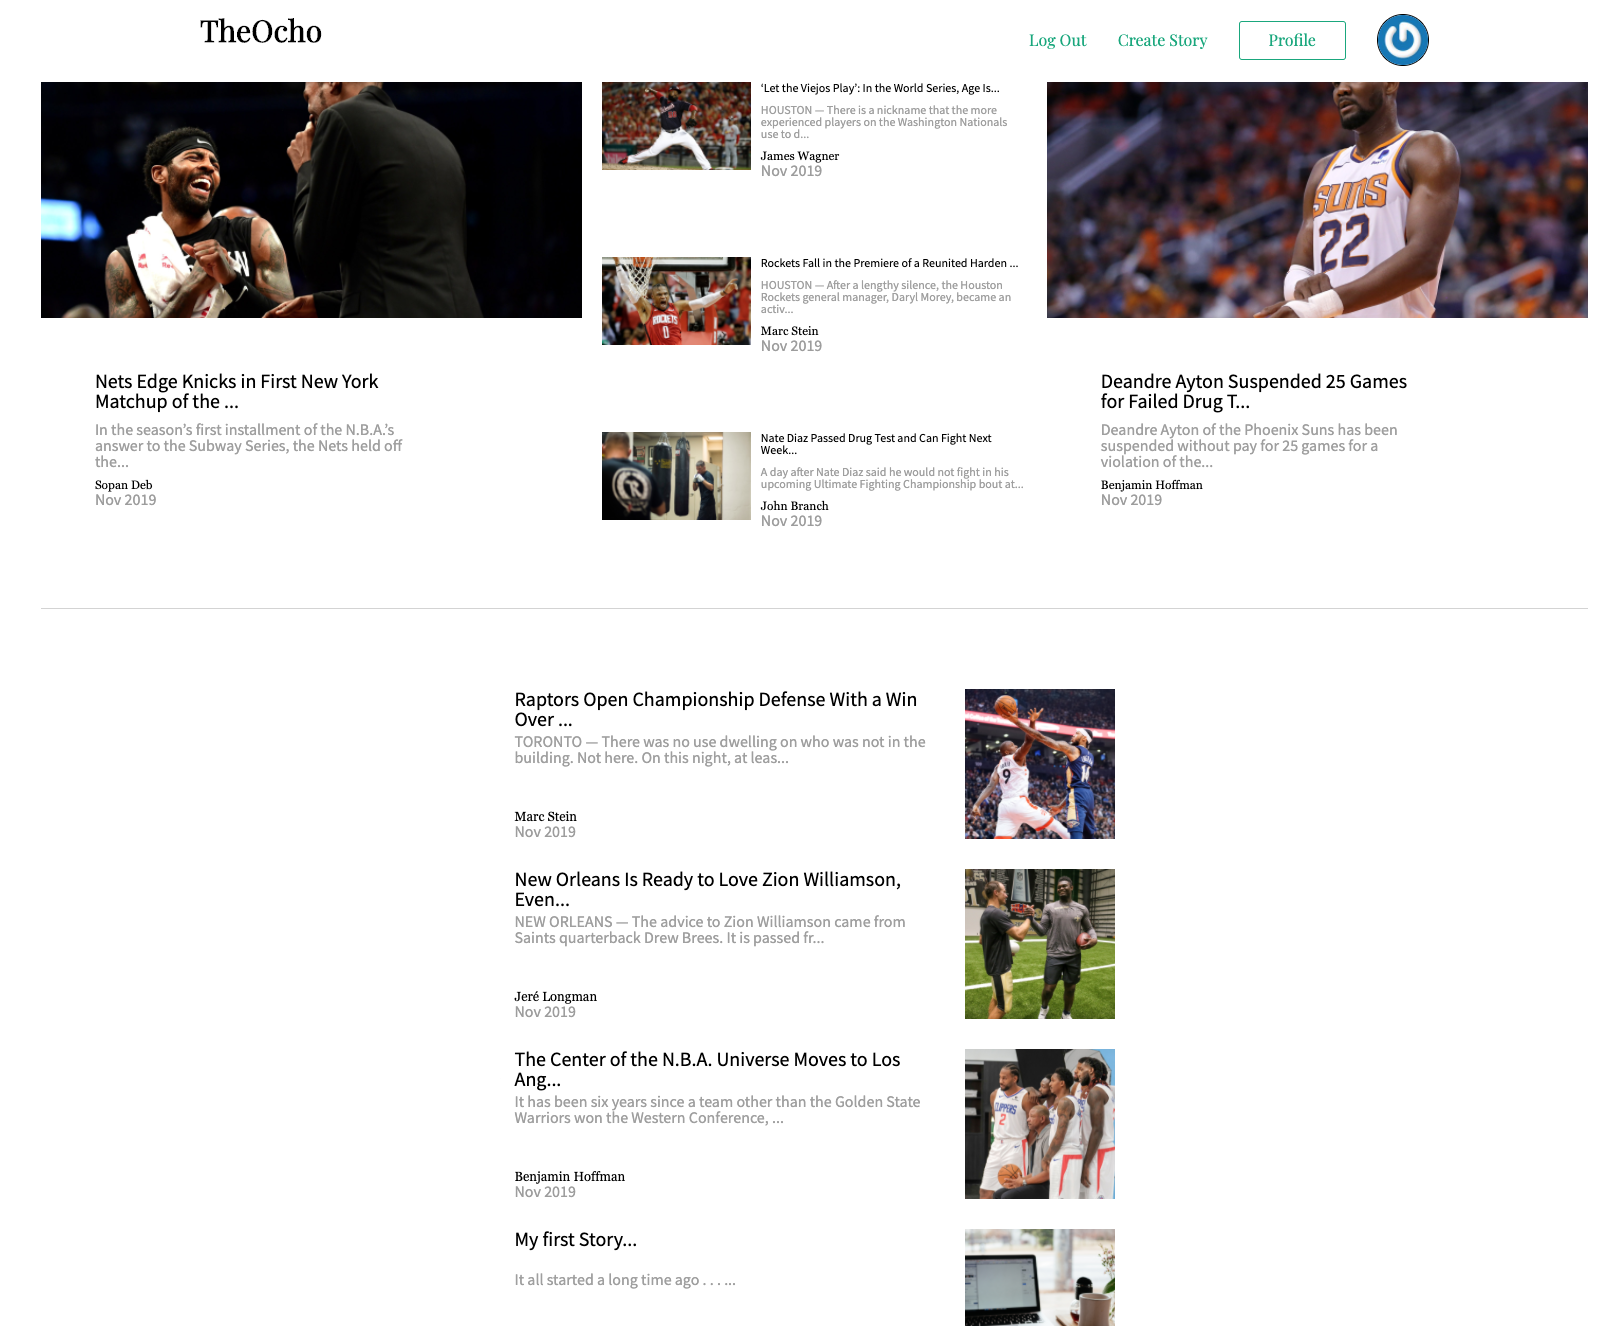 TheOcho
Log Out
Create Story
Profile
Nets Edge Knicks in First New York
Matchup of the ...
In the season’s first installment of the N.B.A.’s
answer to the Subway Series, the Nets held off
the...
Sopan Deb
Nov 2019
‘Let the Viejos Play’: In the World Series, Age Is...
HOUSTON — There is a nickname that the more
experienced players on the Washington Nationals
use to d...
James Wagner
Nov 2019
Rockets Fall in the Premiere of a Reunited Harden ...
HOUSTON — After a lengthy silence, the Houston
Rockets general manager, Daryl Morey, became an
activ...
Marc Stein
Nov 2019
ROCKETS
0
Nate Diaz Passed Drug Test and Can Fight Next
Week...
A day after Nate Diaz said he would not fight in his
upcoming Ultimate Fighting Championship bout at...
John Branch
Nov 2019
SUNS
22
Deandre Ayton Suspended 25 Games
for Failed Drug T...
Deandre Ayton of the Phoenix Suns has been
suspended without pay for 25 games for a
violation of the...
Benjamin Hoffman
Nov 2019
Raptors Open Championship Defense With a Win
Over ...
TORONTO — There was no use dwelling on who was not in the
building. Not here. On this night, at leas...
Marc Stein
Nov 2019
9
14
New Orleans Is Ready to Love Zion Williamson,
Even...
NEW ORLEANS — The advice to Zion Williamson came from
Saints quarterback Drew Brees. It is passed fr...
Jeré Longman
Nov 2019
The Center of the N.B.A. Universe Moves to Los
Ang...
It has been six years since a team other than the Golden State
Warriors won the Western Conference, ...
Benjamin Hoffman
Nov 2019
CLIPPERS
2
My first Story...
It all started a long time ago . . . ...